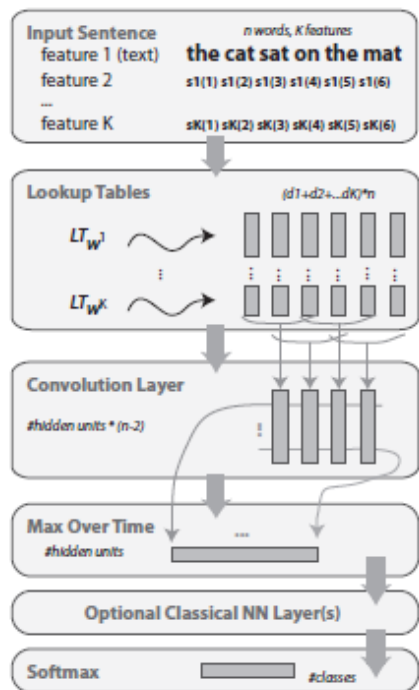 Input Sentence
n words, K features
feature 1 (text) the cat sat on the mat
feature 2 s1(1) s1(2) s1(3) s1(4) s1(5) s1(6)
...
feature K sK(1) sK(2) sK(3) sK(4) sK(5) sK(6)
Lookup Tables
(d1+d2+...dK)*n
LTw1
LTwK
Convolution Layer
#hidden units * (n-2)
Max Over Time
#hidden units
...
Optional Classical NN Layer(s)
Softmax
#classes